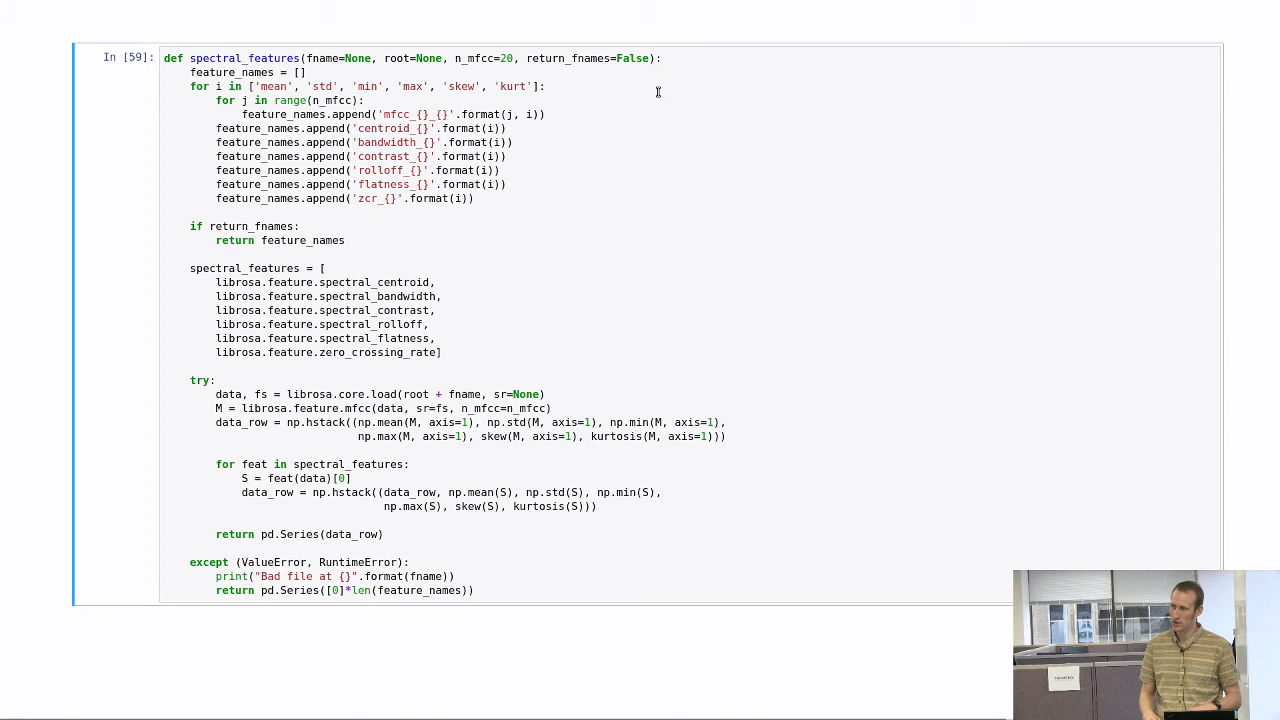 In [59]:
def spectral_features(fname=None, root=None, n_mfcc=20, return_fnames=False):
    feature_names = []
    for i in ['mean', 'std', 'min', 'max', 'skew', 'kurt']:
        for j in range(n_mfcc):
            feature_names.append('mfcc_{}_{}'.format(j, i))
        feature_names.append('centroid_{}'.format(i))
        feature_names.append('bandwidth_{}'.format(i))
        feature_names.append('contrast_{}'.format(i))
        feature_names.append('rolloff_{}'.format(i))
        feature_names.append('flatness_{}'.format(i))
        feature_names.append('zcr_{}'.format(i))
    if return_fnames:
        return feature_names
    spectral_features = [
        librosa.feature.spectral_centroid,
        librosa.feature.spectral_bandwidth,
        librosa.feature.spectral_contrast,
        librosa.feature.spectral_rolloff,
        librosa.feature.spectral_flatness,
        librosa.feature.zero_crossing_rate]
    try:
        data, fs = librosa.core.load(root + fname, sr=None)
        M = librosa.feature.mfcc(data, sr=fs, n_mfcc=n_mfcc)
        data_row = np.hstack((np.mean(M, axis=1), np.std(M, axis=1), np.min(M, axis=1),
                              np.max(M, axis=1), skew(M, axis=1), kurtosis(M, axis=1)))
        for feat in spectral_features:
            S = feat(data)[0]
            data_row = np.hstack((data_row, np.mean(S), np.std(S), np.min(S),
                                  np.max(S), skew(S), kurtosis(S)))
        return pd.Series(data_row)
    except (ValueError, RuntimeError):
        print("Bad file at {}".format(fname))
        return pd.Series([0]*len(feature_names))